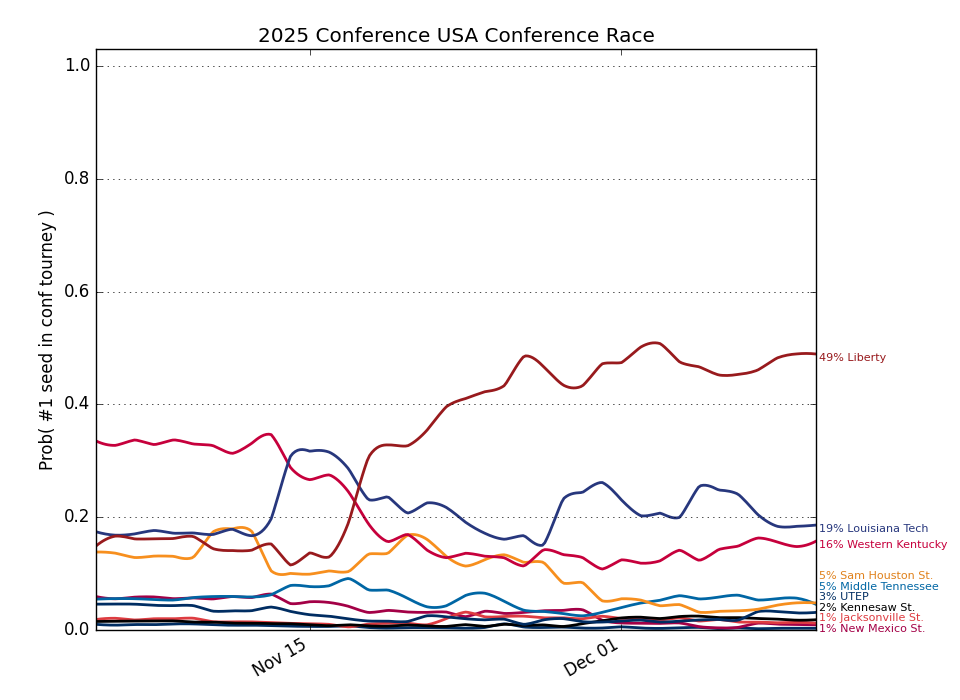 2025 Conference USA Conference Race
Prob( #1 seed in conf tourney )
1.0
0.8
0.6
0.4
0.2
0.0
Nov 15
Dec 01
49% Liberty
19% Louisiana Tech
16% Western Kentucky
5% Sam Houston St.
5% Middle Tennessee
3% UTEP
2% Kennesaw St.
1% Jacksonville St.
1% New Mexico St.